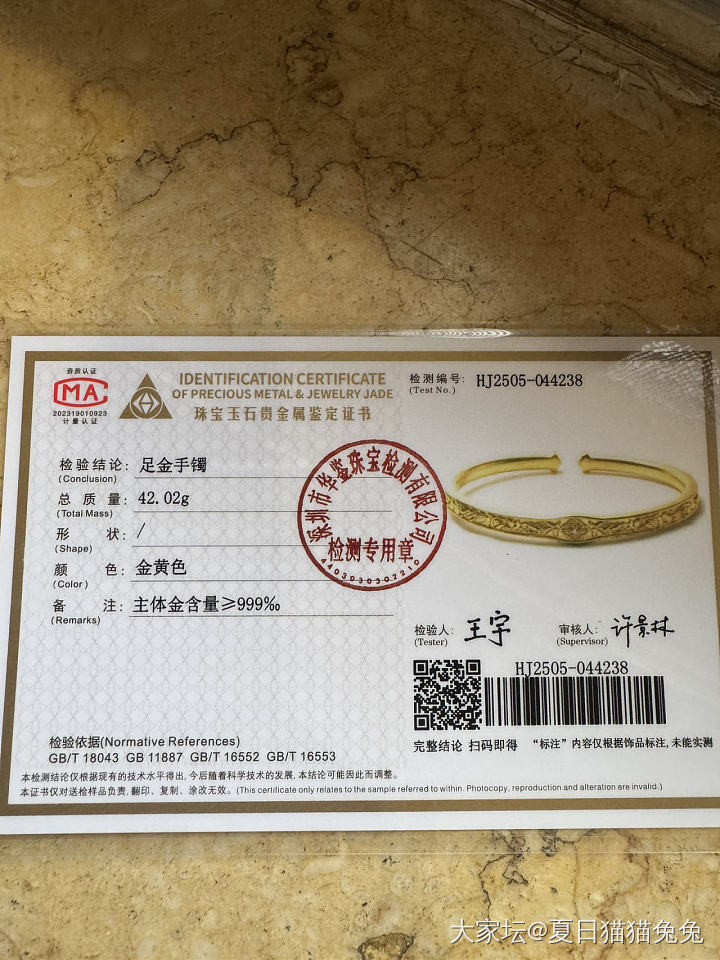 资质认证
MA
202319010923
计量认证
IDENTIFICATION CERTIFICATE
OF PRECIOUS METAL & JEWELRY JADE
珠宝玉石贵金属鉴定证书
检测编号: HJ2505-044238
(Test No.)
检验结论: 足金手镯
(Conclusion)
总质量: 42.02g
(Total Mass)
形状: /
(Shape)
颜色: 金黄色
(Color)
备注: 主体金含量≥999‰
(Remarks)
深圳市华鉴珠宝检测有限公司
检测专用章
4403030302210
检验人: 王宇
(Tester)
审核人: 许景林
(Supervisor)
HJ2505-044238
完整结论 扫码即得 “标注”内容仅根据饰品标注,未能实测
检验依据(Normative References)
GB/T 18043 GB 11887 GB/T 16552 GB/T 16553
本检测结论仅根据现有的技术水平得出,今后随着科学技术的发展,本结论可能因此而调整。
本证书仅对送检样品负责,翻印、复制、涂改无效。(This certificate only relates to the sample referred to within. Photocopy, reproduction and alteration are invalid.)
大家坛@夏日猫猫兔兔